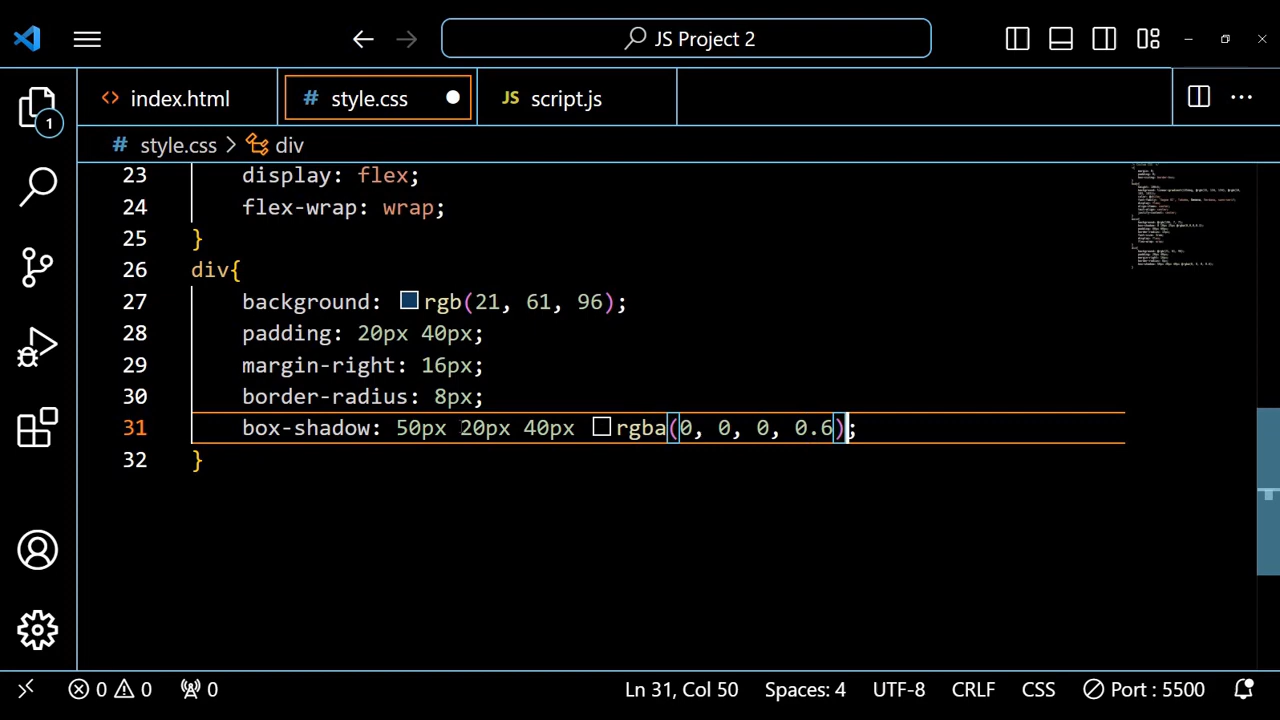 JS Project 2
index.html
# style.css
JS script.js
1
# style.css > div
23 display: flex;
24 flex-wrap: wrap;
25 }
26 div{
27 background: rgb(21, 61, 96);
28 padding: 20px 40px;
29 margin-right: 16px;
30 border-radius: 8px;
31 box-shadow: 50px 20px 40px rgba(0, 0, 0, 0.6);
32 }
0 0 0 Ln 31, Col 50 Spaces: 4 UTF-8 CRLF CSS Port : 5500